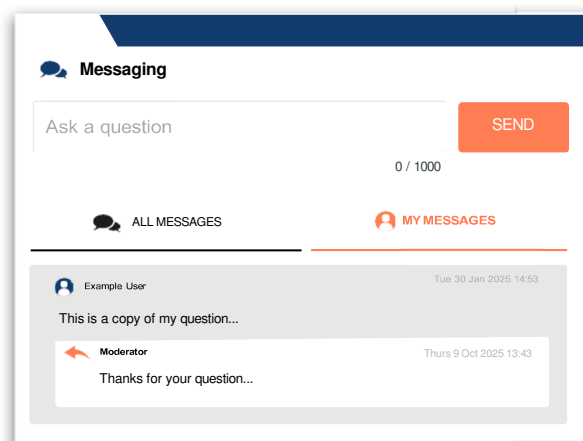 Messaging
Ask a question
SEND
0 / 1000
ALL MESSAGES
MY MESSAGES
Example User
Tue 30 Jan 2025 14:53
This is a copy of my question...
Moderator
Thurs 9 Oct 2025 13:43
Thanks for your question...